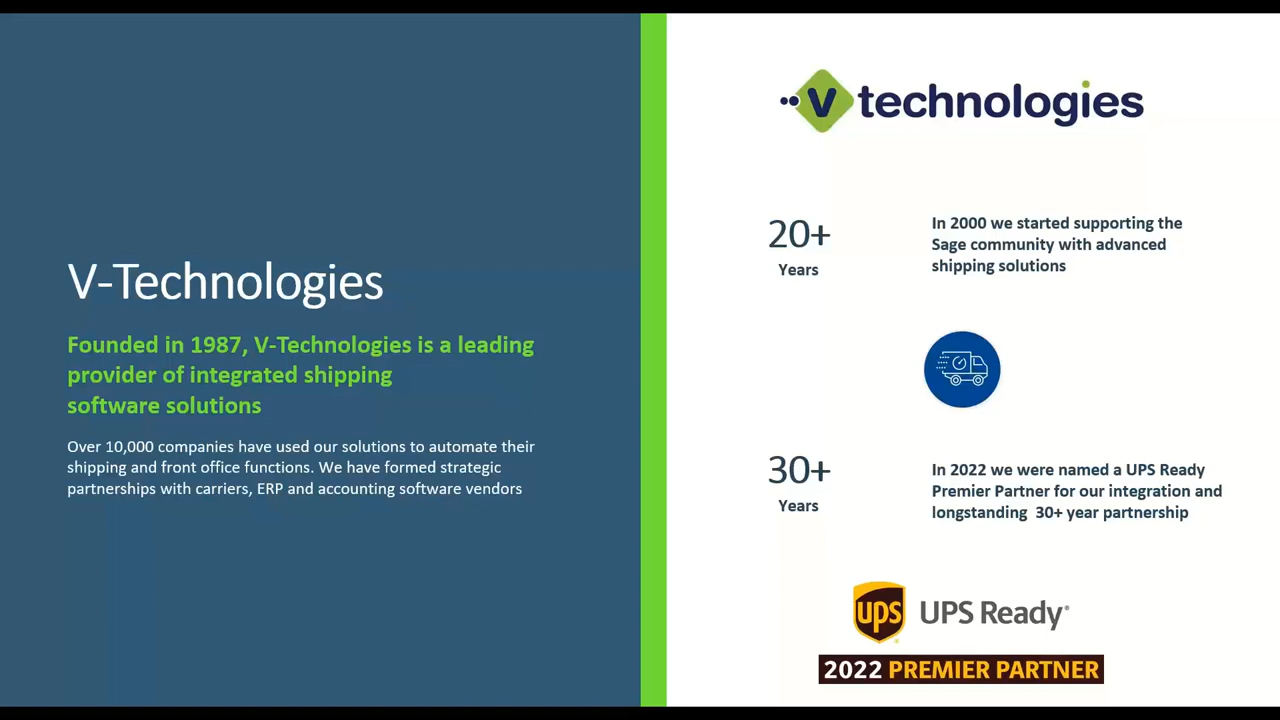 V-Technologies
Founded in 1987, V-Technologies is a leading
provider of integrated shipping
software solutions
Over 10,000 companies have used our solutions to automate their
shipping and front office functions. We have formed strategic
partnerships with carriers, ERP and accounting software vendors
V technologies
20+
Years
In 2000 we started supporting the
Sage community with advanced
shipping solutions
30+
Years
In 2022 we were named a UPS Ready
Premier Partner for our integration and
longstanding 30+ year partnership
ups UPS Ready®
2022 PREMIER PARTNER